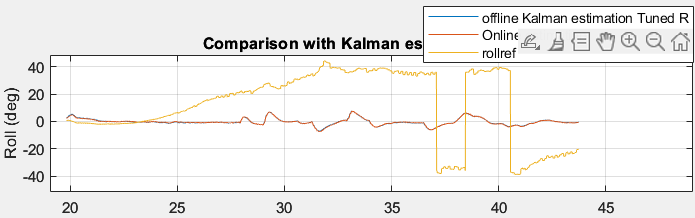 offline Kalman estimation Tuned R
Comparison with Kalman es
Online
rollref
Roll (deg)
40
20
0
-20
-40
20
25
30
35
40
45